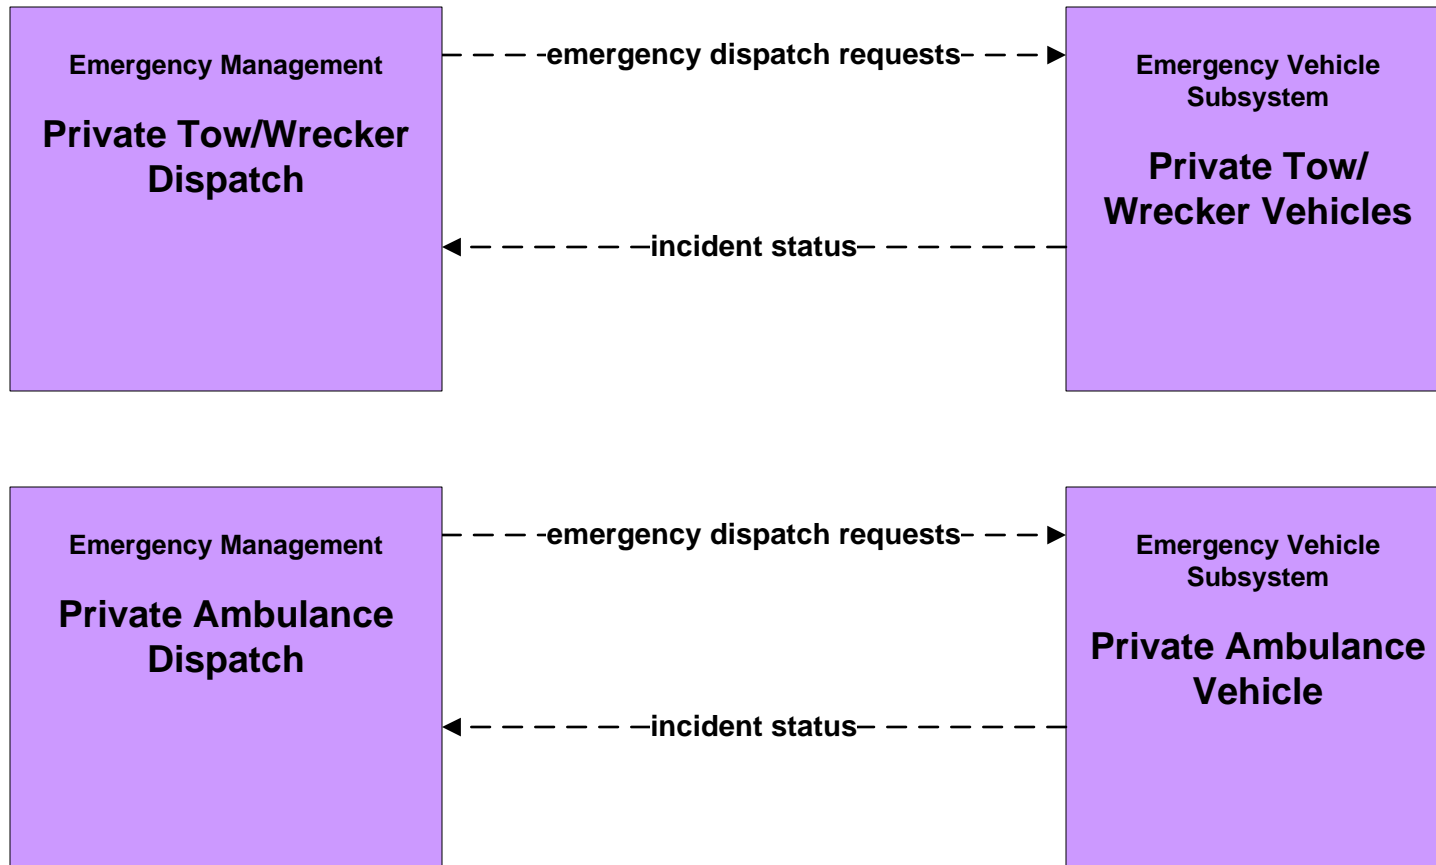 Emergency Management
Private Tow/Wrecker
Dispatch
emergency dispatch requests
incident status
Emergency Vehicle
Subsystem
Private Tow/
Wrecker Vehicles
Emergency Management
Private Ambulance
Dispatch
emergency dispatch requests
incident status
Emergency Vehicle
Subsystem
Private Ambulance
Vehicle